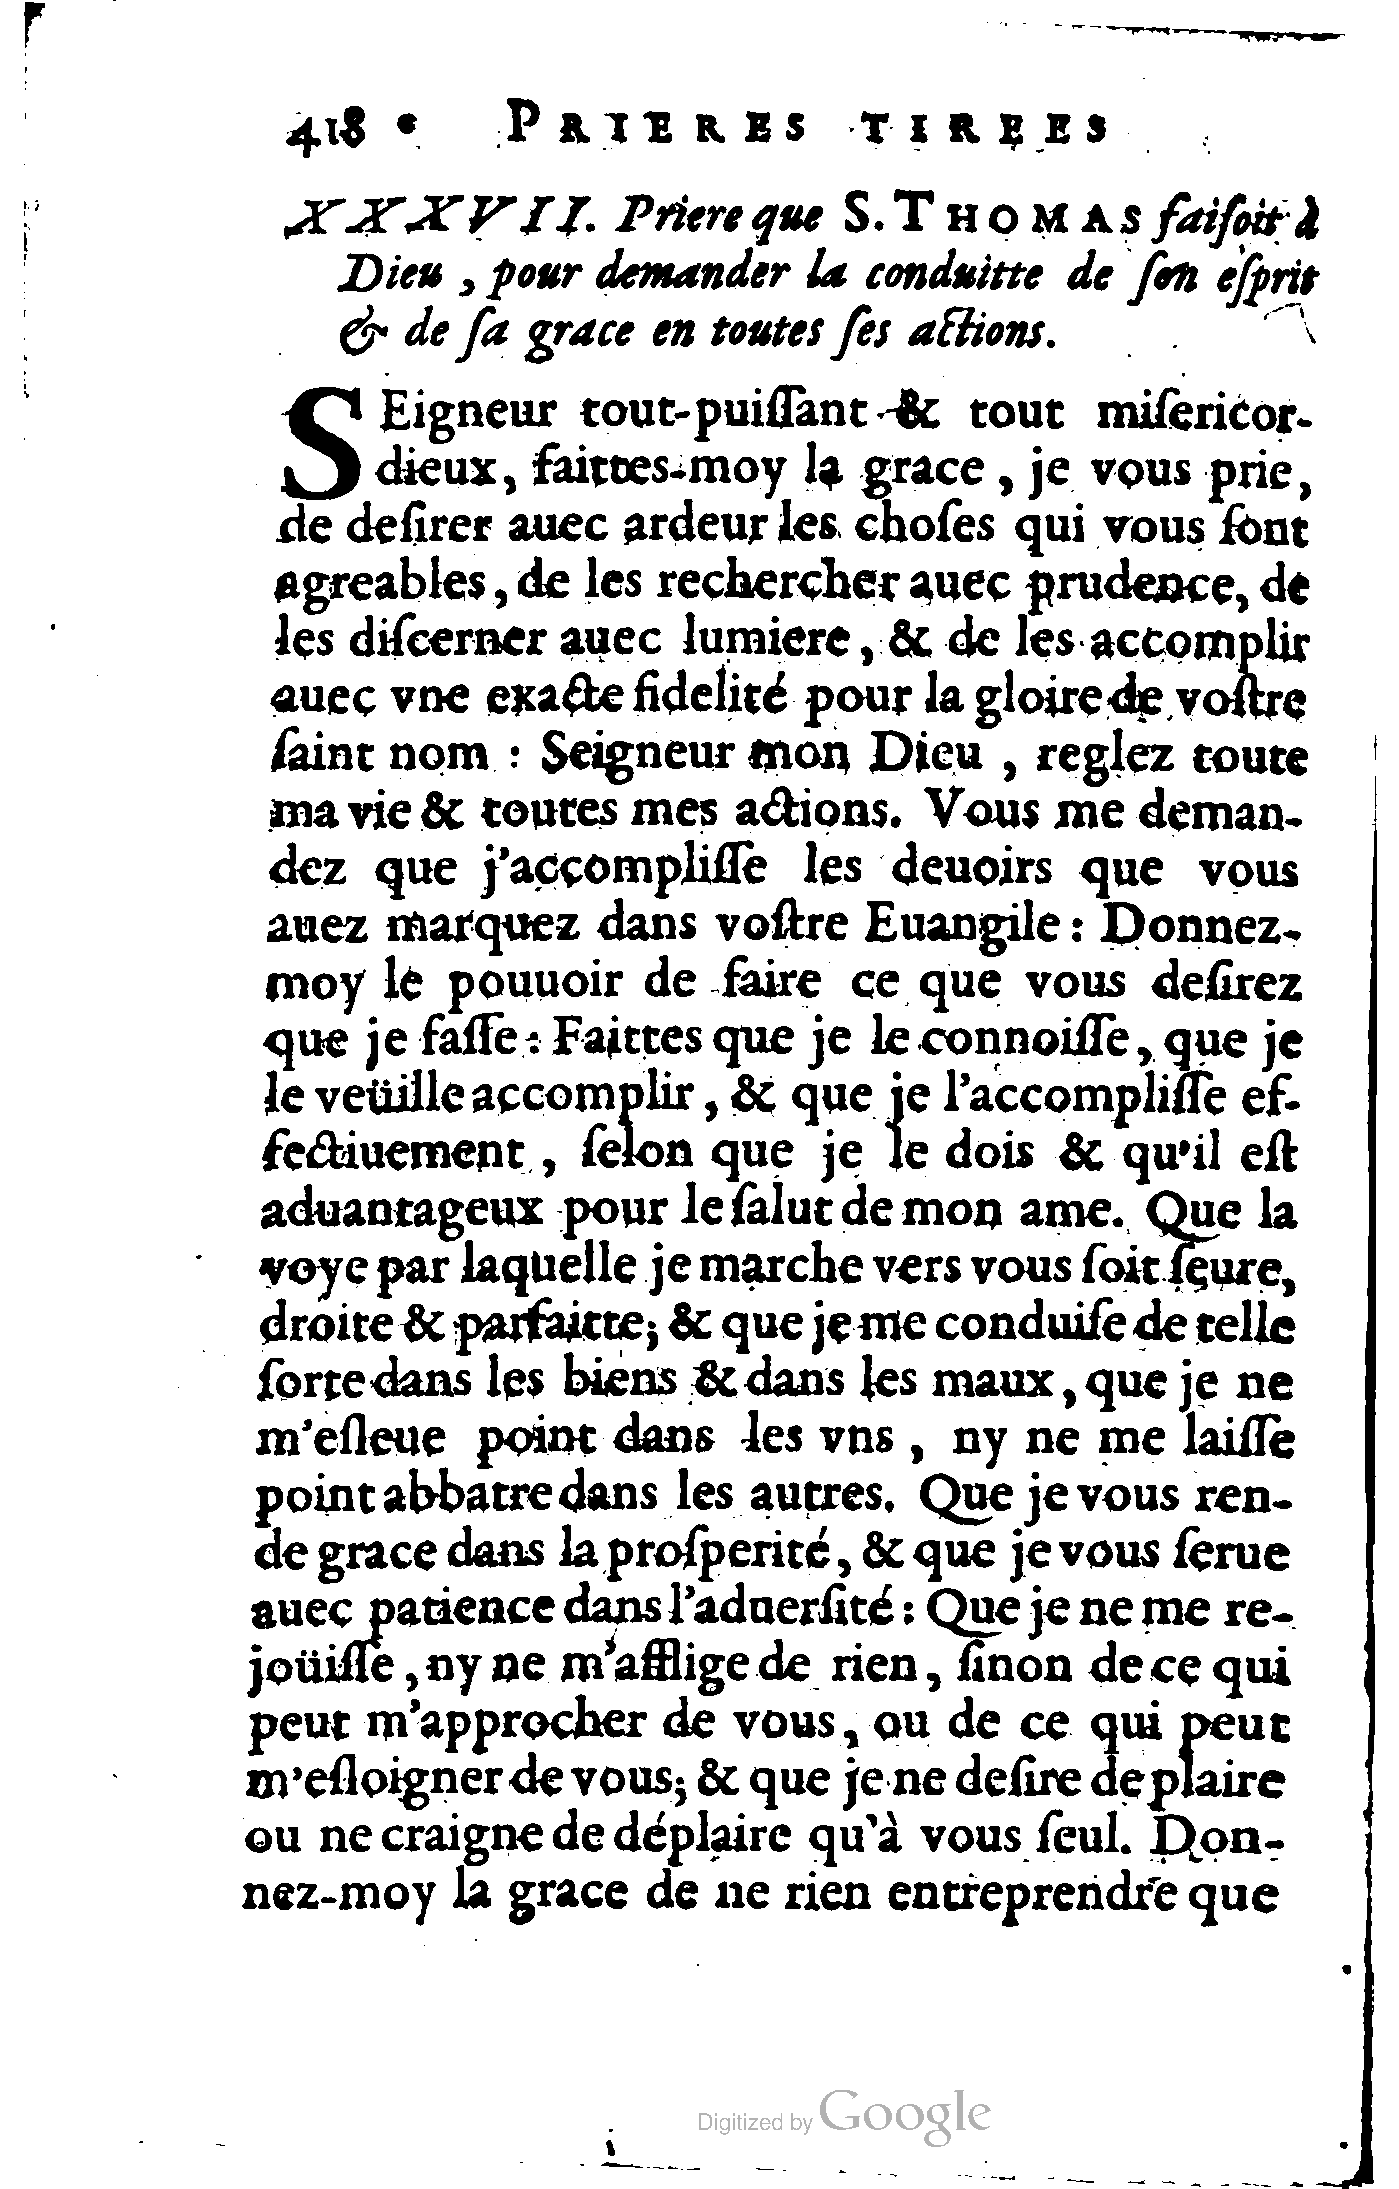 418 PRIERES TIREES
XXXVII. Priere que S. THOMAS faiſoit à
Dieu, pour demander la conduitte de ſon eſprit
& de ſa grace en toutes ſes actions.
SEigneur tout-puiſſant & tout miſericor-
dieux, faittes-moy la grace, je vous prie,
de deſirer auec ardeur les choſes qui vous ſont
agreables, de les rechercher auec prudence, de
les diſcerner auec lumiere, & de les accomplir
auec vne exacte fidelité pour la gloire de voſtre
ſaint nom : Seigneur mon Dieu, reglez toute
ma vie & toutes mes actions. Vous me deman-
dez que j'accompliſſe les deuoirs que vous
auez marquez dans voſtre Euangile : Donnez-
moy le pouuoir de faire ce que vous deſirez
que je faſſe : Faittes que je le connoiſſe, que je
le veüille accomplir, & que je l'accompliſſe ef-
fectiuement, ſelon que je le dois & qu'il eſt
aduantageux pour le ſalut de mon ame. Que la
voye par laquelle je marche vers vous ſoit ſeure,
droite & parfaitte; & que je me conduiſe de telle
ſorte dans les biens & dans les maux, que je ne
m'eſleue point dans les vns, ny ne me laiſſe
point abbatre dans les autres. Que je vous ren-
de grace dans la proſperité, & que je vous ſerue
auec patience dans l'aduerſité : Que je ne me re-
joüiſſe, ny ne m'afflige de rien, ſinon de ce qui
peut m'approcher de vous, ou de ce qui peut
m'eſloigner de vous; & que je ne deſire de plaire
ou ne craigne de déplaire qu'à vous ſeul. Don-
nez-moy la grace de ne rien entreprendre que
Digitized by Google